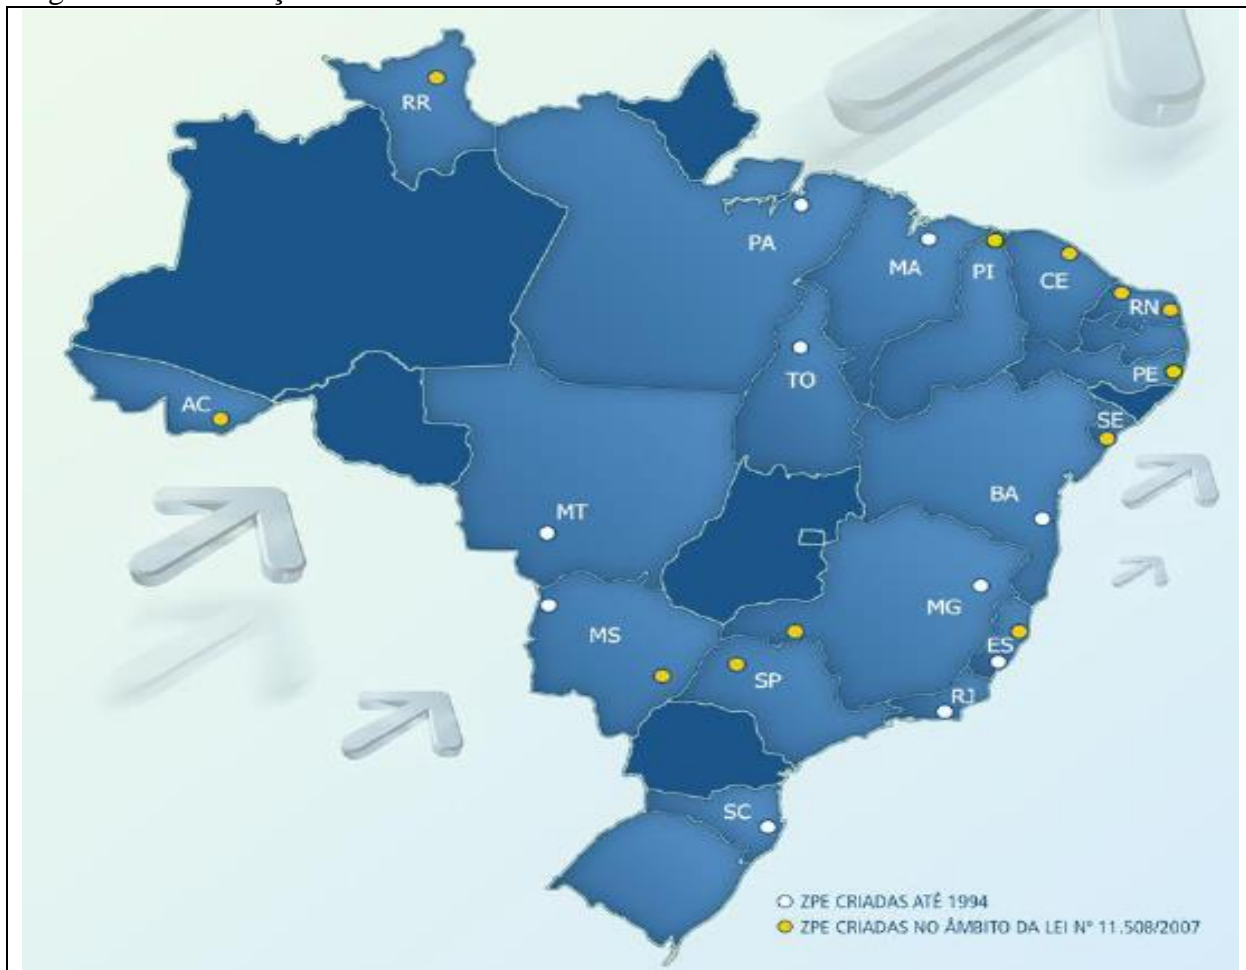 RR
PA
MA
PI
CE
RN
TO
PE
AC
SE
BA
MT
MG
MS
ES
SP
RJ
SC
ZPE CRIADAS ATÉ 1994
ZPE CRIADAS NO ÂMBITO DA LEI Nº 11.508/2007